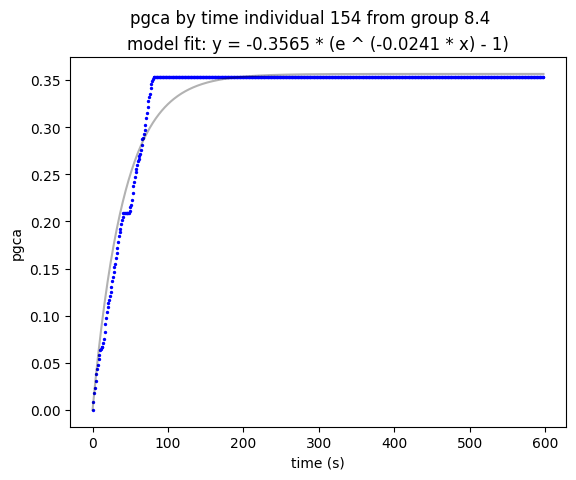 pgca by time individual 154 from group 8.4
model fit: y = -0.3565 * (e ^ (-0.0241 * x) - 1)
pgca
0.35
0.30
0.25
0.20
0.15
0.10
0.05
0.00
0 100 200 300 400 500 600
time (s)